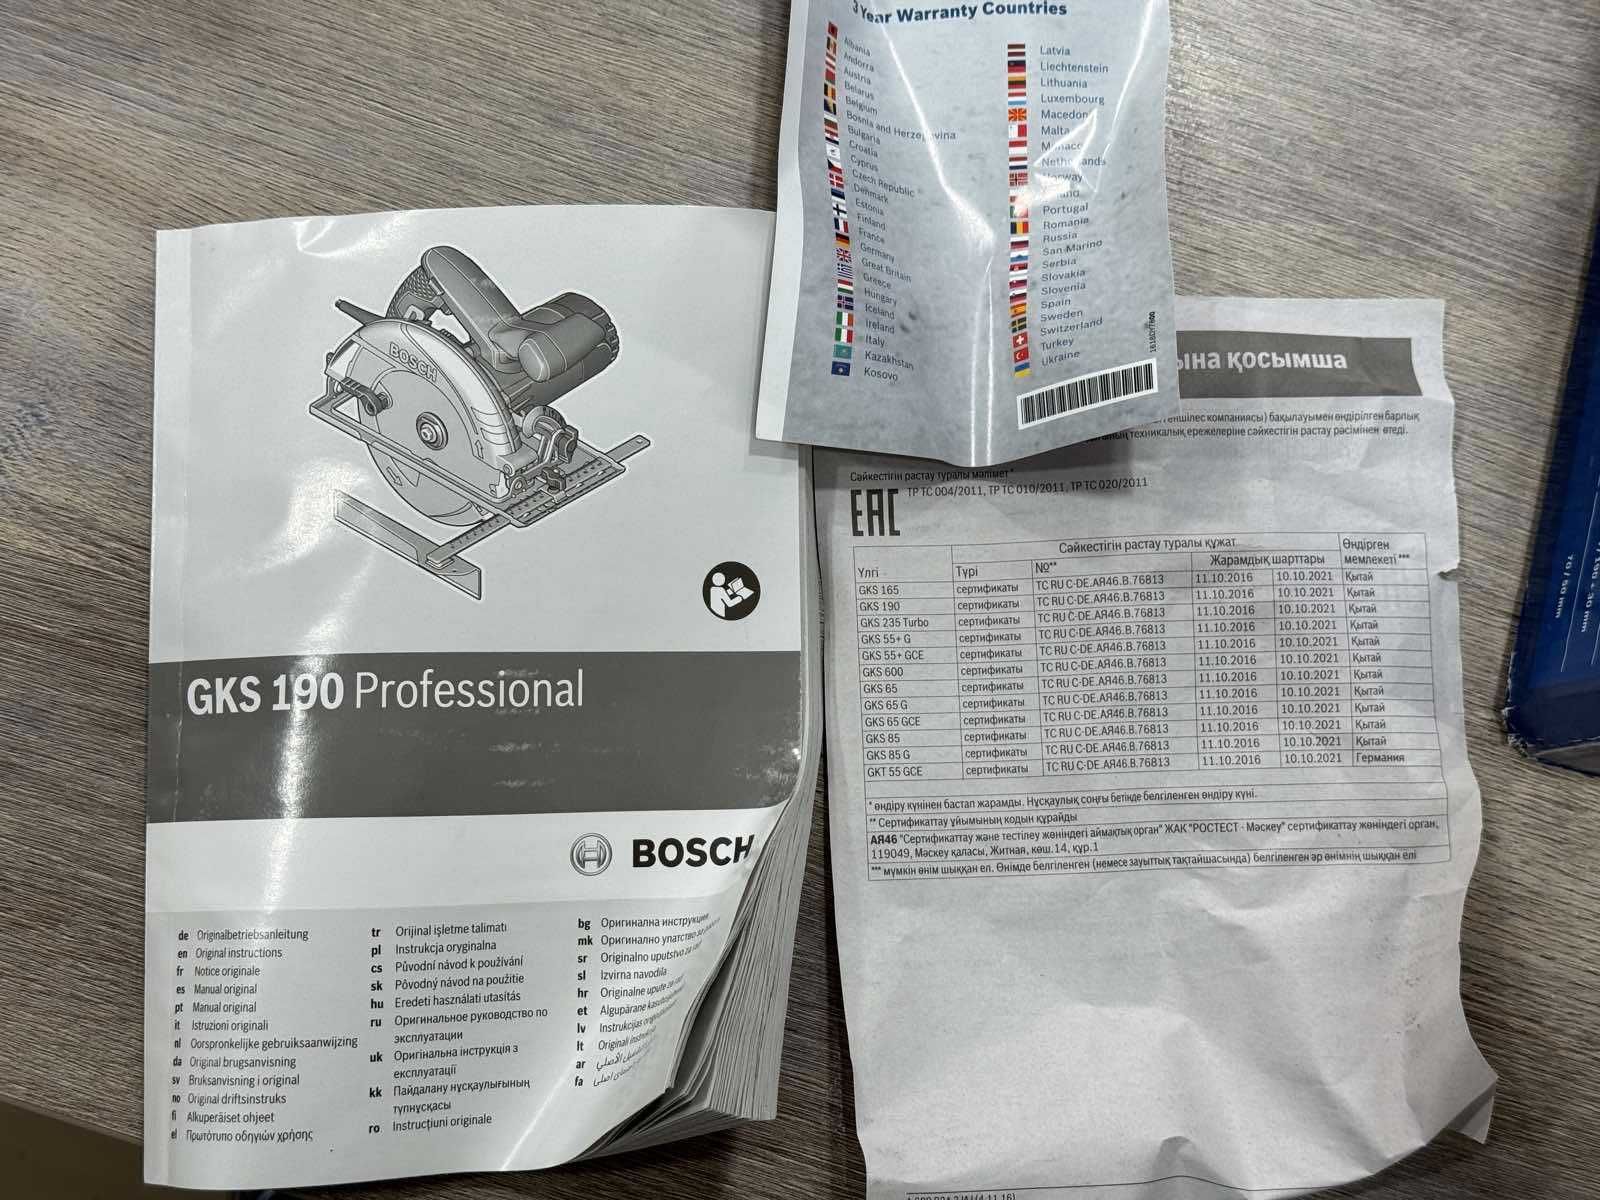 3 Year Warranty Countries
Albania
Andorra
Austria
Belarus
Belgium
Bosnia and Herzegovina
Bulgaria
Croatia
Cyprus
Czech Republic
Denmark
Estonia
Finland
France
Germany
Great Britain
Greece
Hungary
Iceland
Ireland
Italy
Kazakhstan
Kosovo
Latvia
Liechtenstein
Lithuania
Luxembourg
Macedon
Malta
Monaco
Netherlands
Norway
Portugal
Romania
Russia
San Marino
Serbia
Slovakia
Slovenia
Spain
Sweden
Switzerland
Turkey
Ukraine
BOSCH
GKS 190 Professional
BOSCH
de Originalbetriebsanleitung
en Original instructions
fr Notice originale
es Manual original
pt Manual original
it Istruzioni originali
nl Oorspronkelijke gebruiksaanwijzing
da Original brugsanvisning
sv Bruksanvisning i original
no Original driftsinstruks
fi Alkuperäiset ohjeet
el Πρωτότυπο οδηγιών χρήσης
tr Orijinal işletme talimatı
pl Instrukcja oryginalna
cs Původní návod k používání
sk Pôvodný návod na použitie
hu Eredeti használati utasítás
ru Оригинальное руководство по
эксплуатации
uk Оригінальна інструкція з
експлуатації
kk Пайдалану нұсқаулығының
түпнұсқасы
ro Instrucțiuni originale
bg Оригинална инструкция
mk Оригинално упатство за
sr Originalno uputstvo za rad
sl Izvirna navodila
hr Originalne upute za rad
et Algupärane
lv Instrukcijas
lt Originali
ar
fa
ына қосымша
компаниясы) бақылауымен өндірілген барлық
техникалық ережелеріне сәйкестігін растау рәсімінен өтеді.
Сәйкестігін растау туралы мәлімет*
EAC ТР ТС 004/2011, ТР ТС 010/2011, ТР ТС 020/2011
Сәйкестігін растау туралы құжат Өндірген
Үлгі Түрі №** Жарамдық шарттары мемлекеті***
GKS 165 сертификаты TC RU C-DE.АЯ46.B.76813 11.10.2016 10.10.2021 Қытай
GKS 190 сертификаты TC RU C-DE.АЯ46.B.76813 11.10.2016 10.10.2021 Қытай
GKS 235 Turbo сертификаты TC RU C-DE.АЯ46.B.76813 11.10.2016 10.10.2021 Қытай
GKS 55+ G сертификаты TC RU C-DE.АЯ46.B.76813 11.10.2016 10.10.2021 Қытай
GKS 55+ GCE сертификаты TC RU C-DE.АЯ46.B.76813 11.10.2016 10.10.2021 Қытай
GKS 600 сертификаты TC RU C-DE.АЯ46.B.76813 11.10.2016 10.10.2021 Қытай
GKS 65 сертификаты TC RU C-DE.АЯ46.B.76813 11.10.2016 10.10.2021 Қытай
GKS 65 G сертификаты TC RU C-DE.АЯ46.B.76813 11.10.2016 10.10.2021 Қытай
GKS 65 GCE сертификаты TC RU C-DE.АЯ46.B.76813 11.10.2016 10.10.2021 Қытай
GKS 85 сертификаты TC RU C-DE.АЯ46.B.76813 11.10.2016 10.10.2021 Қытай
GKS 85 G сертификаты TC RU C-DE.АЯ46.B.76813 11.10.2016 10.10.2021 Қытай
GKT 55 GCE сертификаты TC RU C-DE.АЯ46.B.76813 11.10.2016 10.10.2021 Германия
* өндіру күнінен бастап жарамды. Нұсқаулық соңғы бетінде белгіленген өндіру күні.
** Сертификаттау ұйымының кодын құрайды
АЯ46 "Сертификаттау және тестілеу жөніндегі аймақтық орган" ЖАК "РОСТЕСТ - Мәскеу" сертификаттау жөніндегі орган,
119049, Мәскеу қаласы, Житная, көш.14, құр.1
*** мүмкін өнім шыққан ел. Өнімде белгіленген (немесе зауыттық тақтайшасында) белгіленген әр өнімнің шыққан елі
70 / 50 mm